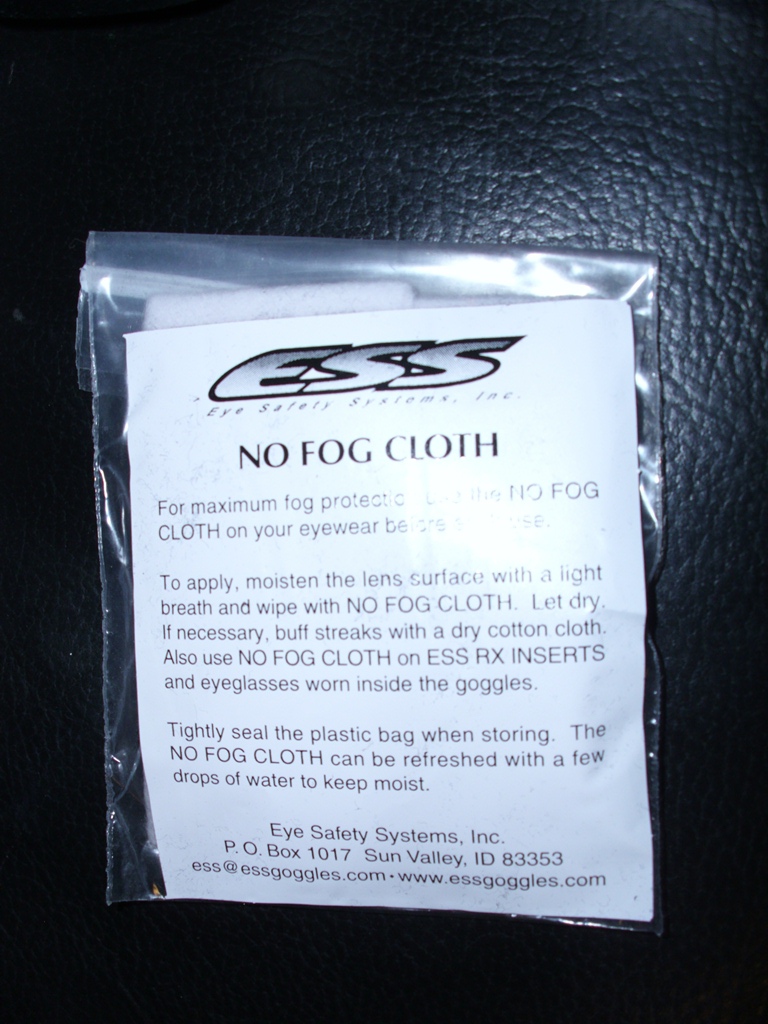 ESS
Eye Safety Systems, Inc.
NO FOG CLOTH
For maximum fog protectio the NO FOG
CLOTH on your eyewear before use.
To apply, moisten the lens surface with a light
breath and wipe with NO FOG CLOTH. Let dry.
If necessary, buff streaks with a dry cotton cloth.
Also use NO FOG CLOTH on ESS RX INSERTS
and eyeglasses worn inside the goggles.
Tightly seal the plastic bag when storing. The
NO FOG CLOTH can be refreshed with a few
drops of water to keep moist.
Eye Safety Systems, Inc.
P.O. Box 1017 Sun Valley, ID 83353
ess@essgoggles.com • www.essgoggles.com